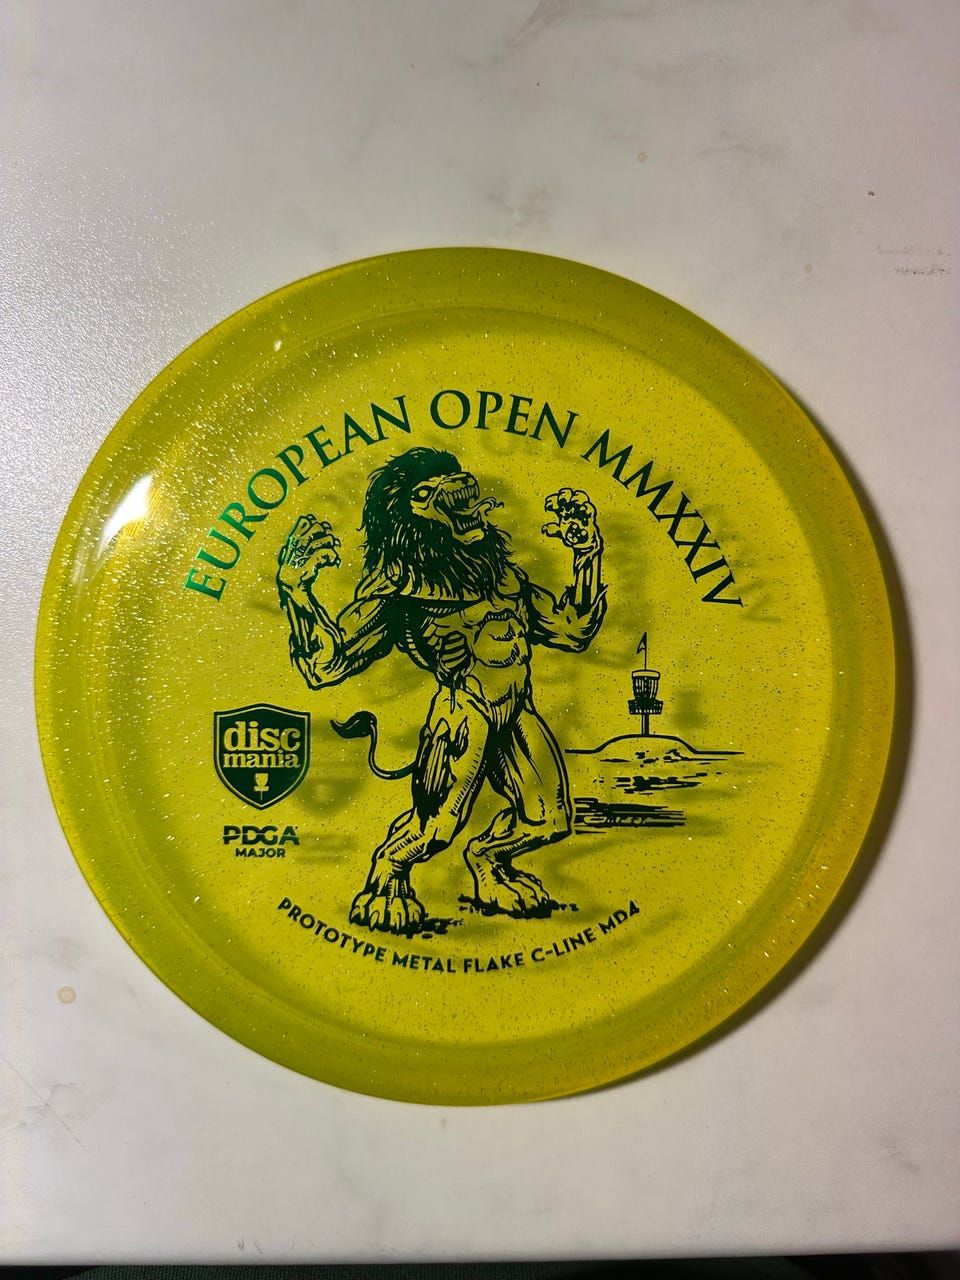 EUROPEAN OPEN MMXXIV
disc
mania
PDGA
MAJOR
PROTOTYPE METAL FLAKE C-LINE MD4